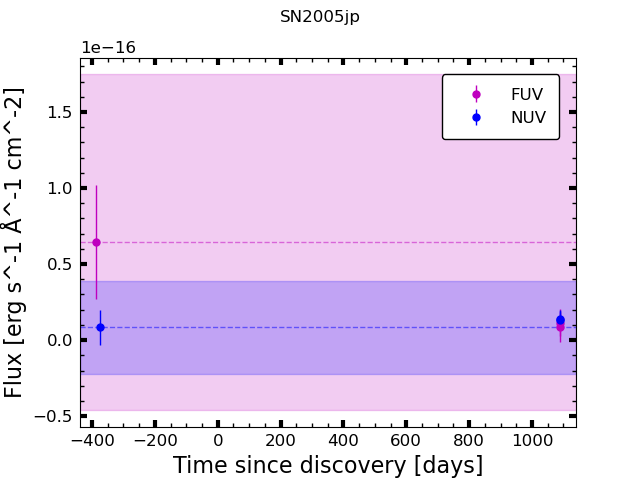 SN2005jp
1e−16
FUV
NUV
1.5
1.0
0.5
0.0
−0.5
Flux [erg s^-1 Å^-1 cm^-2]
−400 −200 0 200 400 600 800 1000
Time since discovery [days]